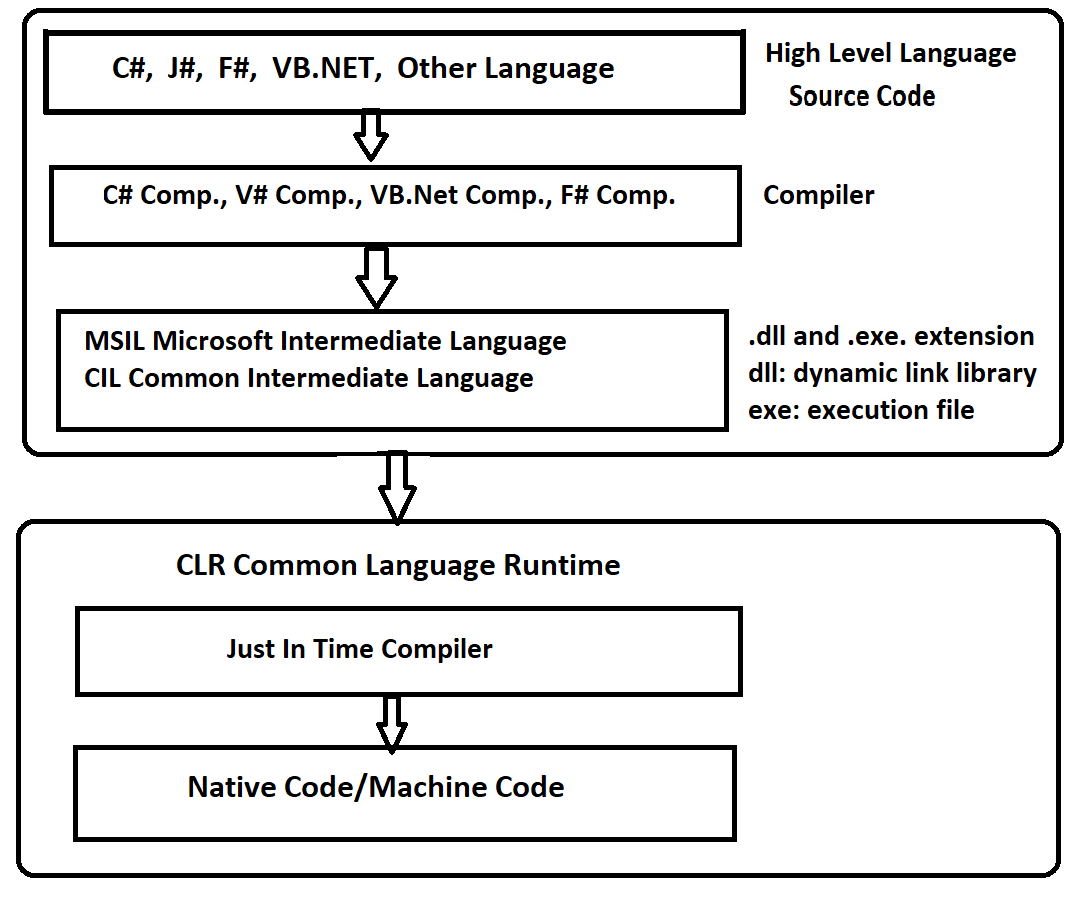 C#, J#, F#, VB.NET, Other Language
High Level Language
Source Code
C# Comp., V# Comp., VB.Net Comp., F# Comp.
Compiler
MSIL Microsoft Intermediate Language
CIL Common Intermediate Language
.dll and .exe. extension
dll: dynamic link library
exe: execution file
CLR Common Language Runtime
Just In Time Compiler
Native Code/Machine Code